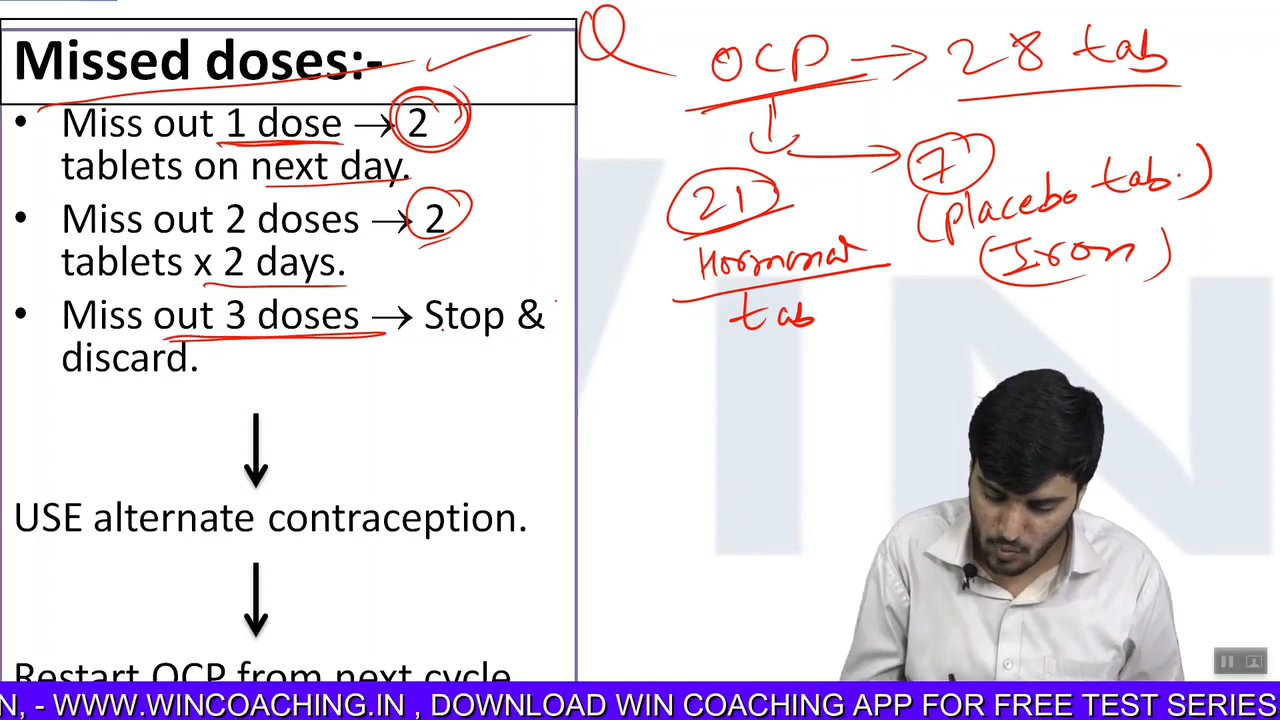 Missed doses:-
• Miss out 1 dose → 2
tablets on next day.
• Miss out 2 doses → 2
tablets x 2 days.
• Miss out 3 doses → Stop &
discard.
USE alternate contraception.
Restart OCP from next cycle
Q OCP → 28 tab
21 Hormonal tab
7
(placebo tab.)
(Iron)
VIN
N, - WWW.WINCOACHING.IN , DOWNLOAD WIN COACHING APP FOR FREE TEST SERIES,